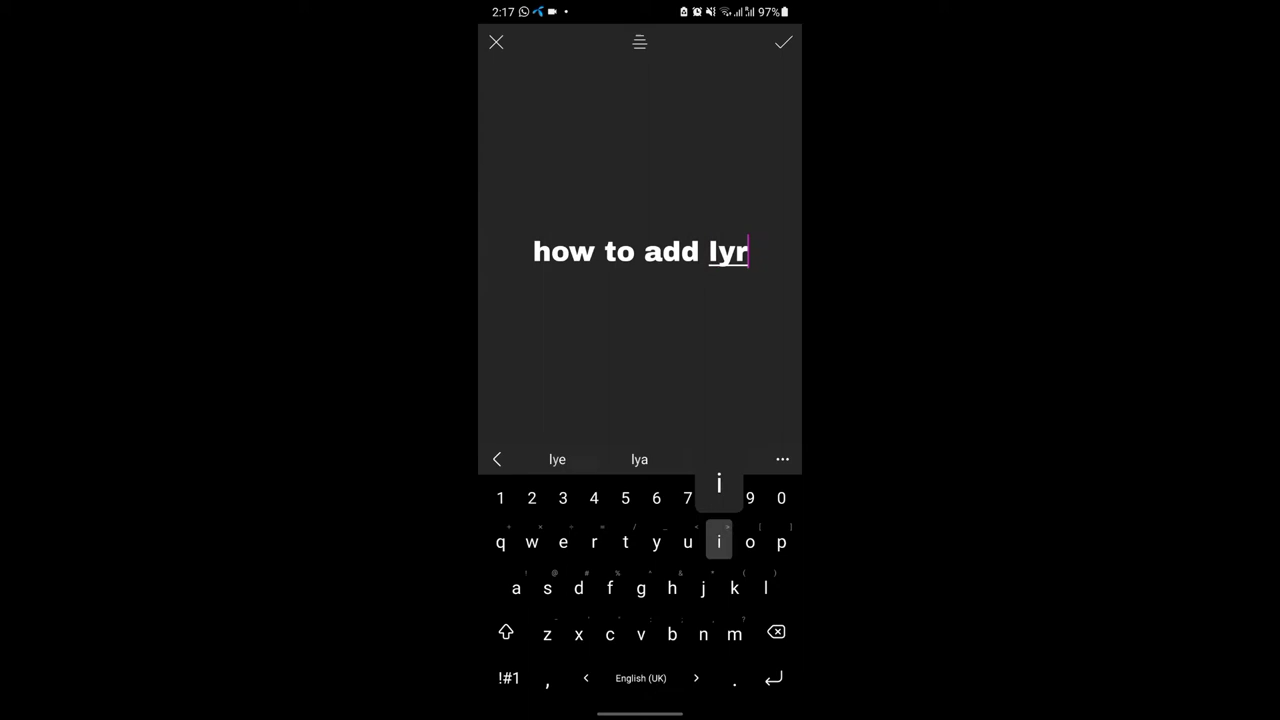 2:17 97%
how to add lyr
lye lya ...
i
1 2 3 4 5 6 7 9 0
+ × ÷ = / _ < > [ ]
q w e r t y u i o p
! @ # % ^ & * ( )
a s d f g h j k l
- ' " : ; , ?
z x c v b n m
!#1 , < English (UK) > .